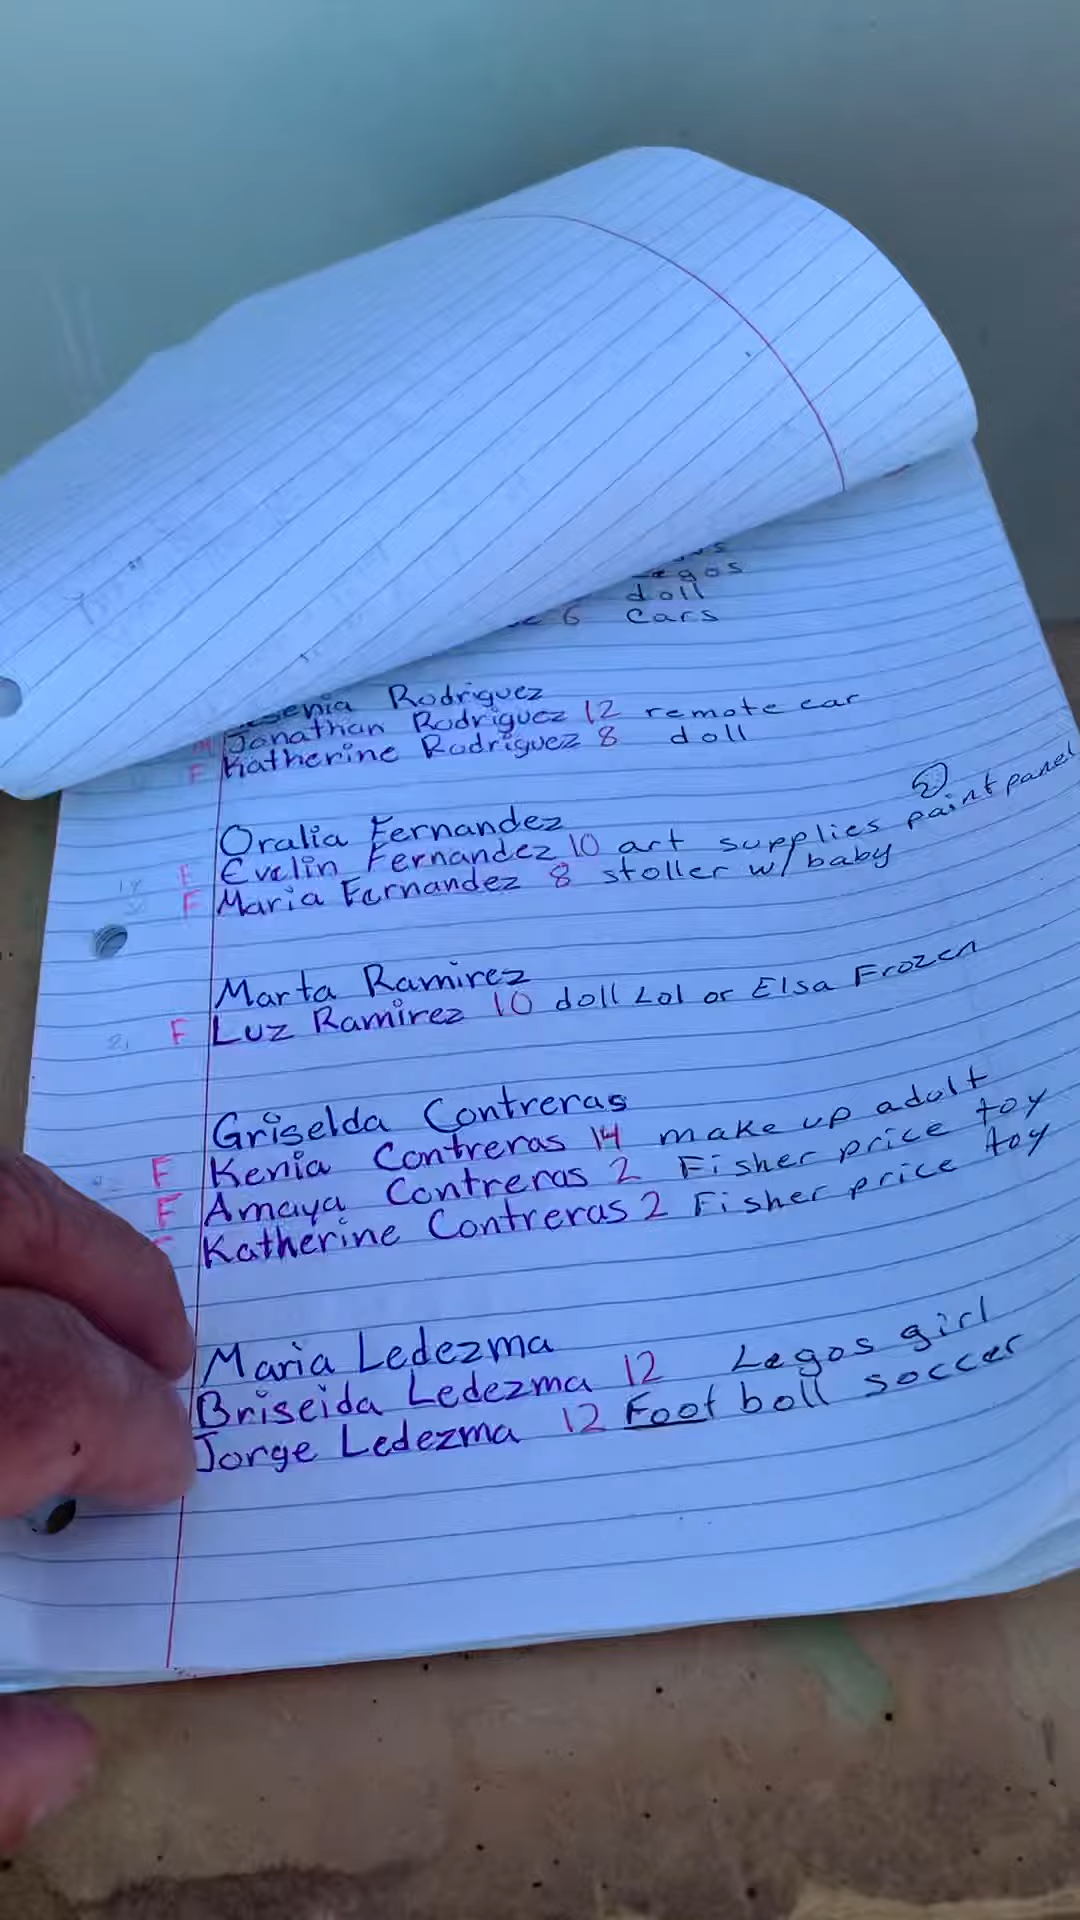 egos
doll
6 Cars
Rodriguez
Jonathan Rodriguez 12 remote car
F Katherine Rodriguez 8 doll
Oralia Fernandez
F Evelin Fernandez 10 art supplies paint panel
F Maria Fernandez 8 stoller w/ baby
Marta Ramirez
F Luz Ramirez 10 doll Lol or Elsa Frozen
Griselda Contreras
F Kenia Contreras 14 make up adult
F Amaya Contreras 2 Fisher price toy
Katherine Contreras 2 Fisher price toy
Maria Ledezma
Briseida Ledezma 12 Legos girl
Jorge Ledezma 12 Foot boll soccer